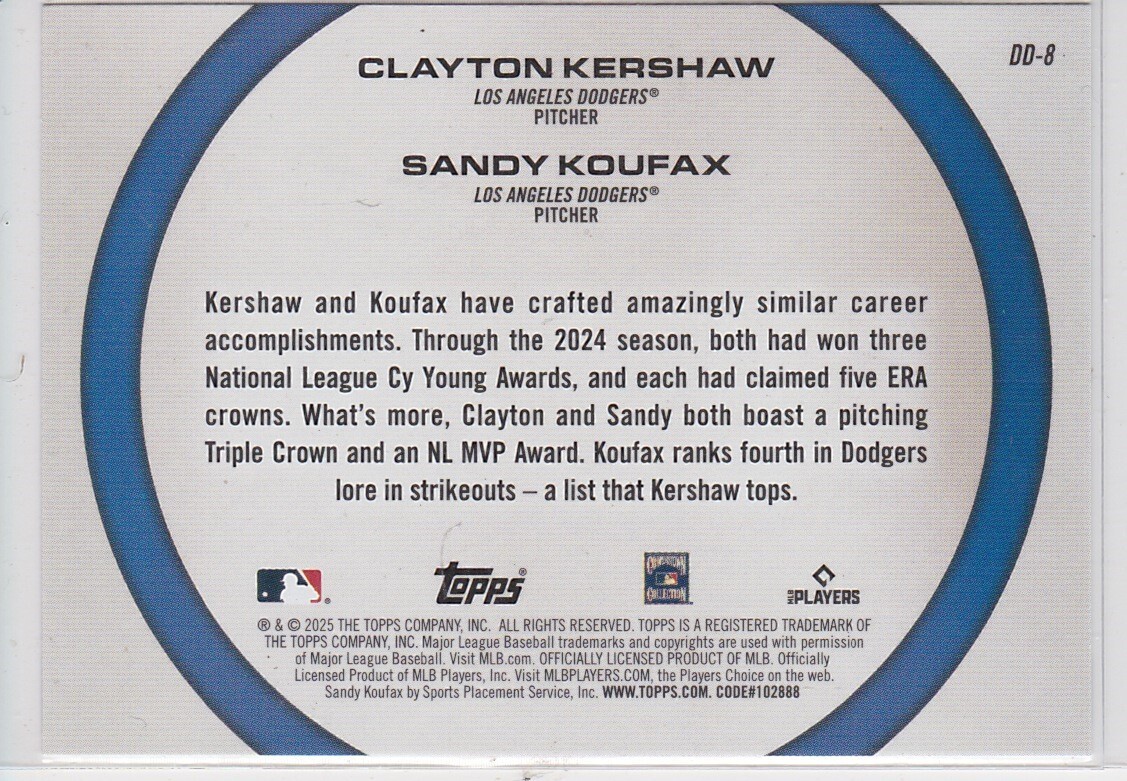 DD-8
CLAYTON KERSHAW
LOS ANGELES DODGERS®
PITCHER
SANDY KOUFAX
LOS ANGELES DODGERS®
PITCHER
Kershaw and Koufax have crafted amazingly similar career
accomplishments. Through the 2024 season, both had won three
National League Cy Young Awards, and each had claimed five ERA
crowns. What's more, Clayton and Sandy both boast a pitching
Triple Crown and an NL MVP Award. Koufax ranks fourth in Dodgers
lore in strikeouts – a list that Kershaw tops.
® topps® COOPERSTOWN COLLECTION MLB PLAYERS
® & © 2025 THE TOPPS COMPANY, INC. ALL RIGHTS RESERVED. TOPPS IS A REGISTERED TRADEMARK OF
THE TOPPS COMPANY, INC. Major League Baseball trademarks and copyrights are used with permission
of Major League Baseball. Visit MLB.com. OFFICIALLY LICENSED PRODUCT OF MLB. Officially
Licensed Product of MLB Players, Inc. Visit MLBPLAYERS.COM, the Players Choice on the web.
Sandy Koufax by Sports Placement Service, Inc. WWW.TOPPS.COM. CODE#102888